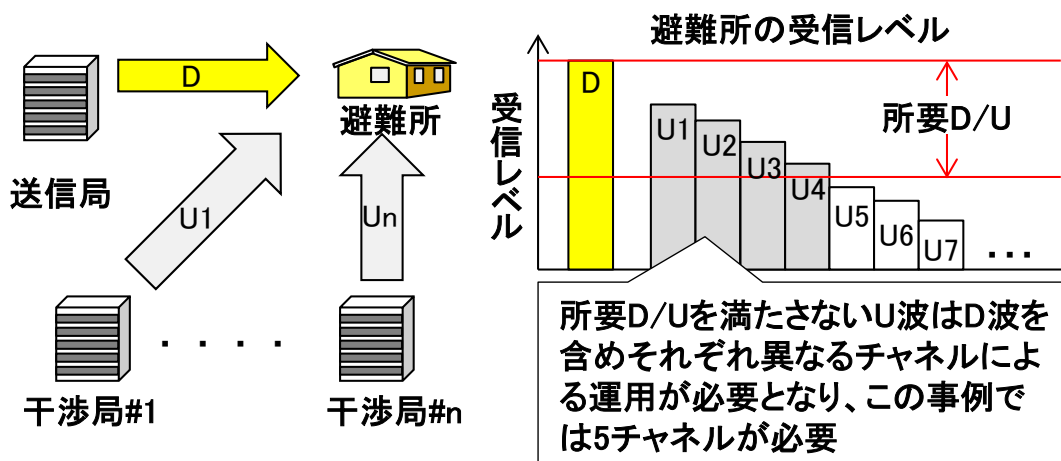 D
避難所
送信局
U1
Un
干渉局#1
・・・・
干渉局#n
避難所の受信レベル
受信レベル
D
U1
U2
U3
U4
U5
U6
U7
・・・
所要D/U
所要D/Uを満たさないU波はD波を
含めそれぞれ異なるチャネルによ
る運用が必要となり、この事例で
は5チャネルが必要